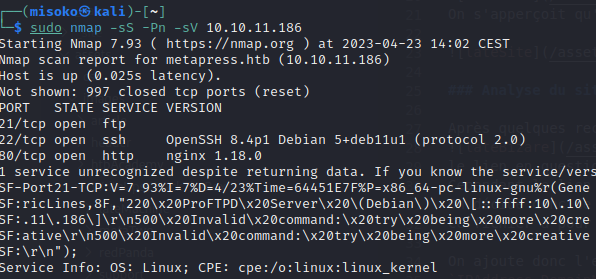 ┌──(misoko㉿kali)-[~]
└─$ sudo nmap -sS -Pn -sV 10.10.11.186
Starting Nmap 7.93 ( https://nmap.org ) at 2023-04-23 14:02 CEST
Nmap scan report for metapress.htb (10.10.11.186)
Host is up (0.025s latency).
Not shown: 997 closed tcp ports (reset)
PORT   STATE SERVICE VERSION
21/tcp open  ftp
22/tcp open  ssh     OpenSSH 8.4p1 Debian 5+deb11u1 (protocol 2.0)
80/tcp open  http    nginx 1.18.0
1 service unrecognized despite returning data. If you know the service/vers
SF-Port21-TCP:V=7.93%I=7%D=4/23%Time=64451E7F%P=x86_64-pc-linux-gnu%r(Gene
SF:ricLines,8F,"220\x20ProFTPD\x20Server\x20\(Debian\)\x20\[::ffff:10\.10\
SF:.11\.186\]\r\n500\x20Invalid\x20command:\x20try\x20being\x20more\x20cre
SF:ative\r\n500\x20Invalid\x20command:\x20try\x20being\x20more\x20creative
SF:\r\n");
Service Info: OS: Linux; CPE: cpe:/o:linux:linux_kernel